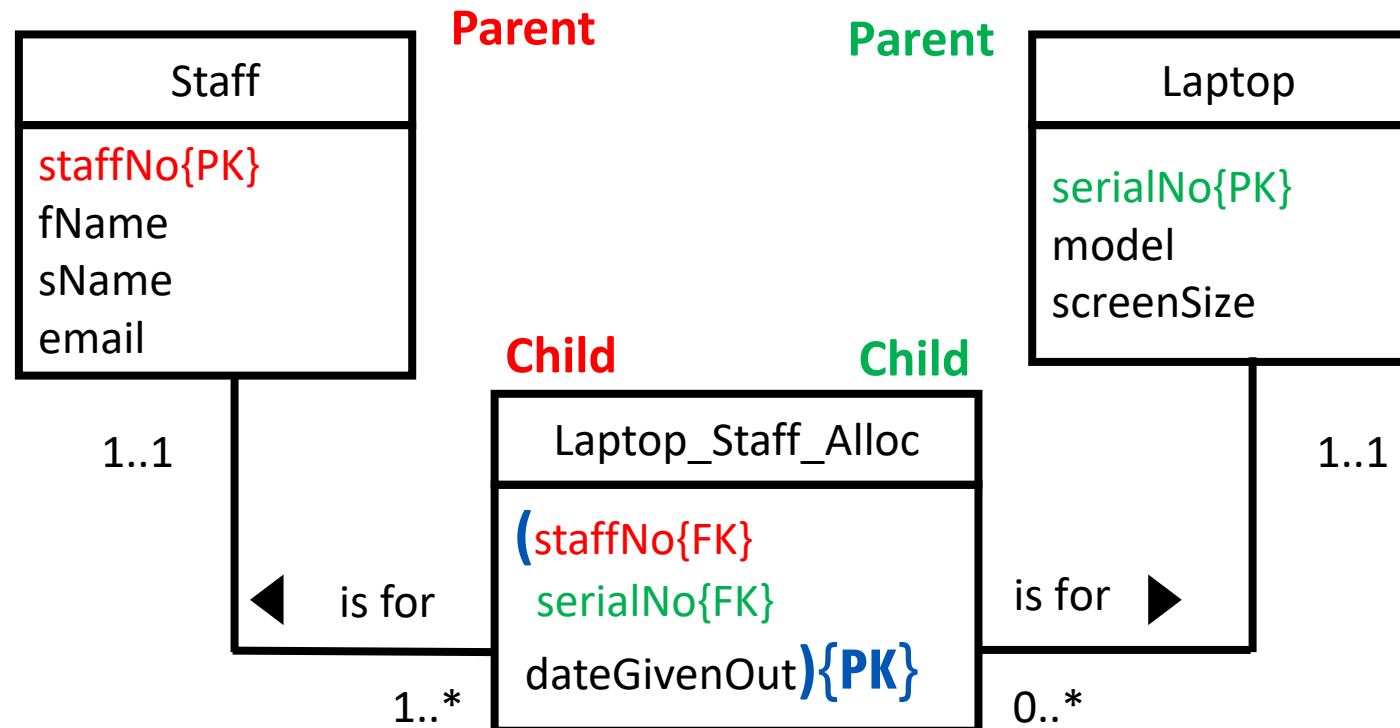 Parent
Parent
Staff
Laptop
staffNo{PK}
fName
sName
email
serialNo{PK}
model
screenSize
Child
Child
Laptop_Staff_Alloc
1..1
1..1
(staffNo{FK}
serialNo{FK}
dateGivenOut){PK}
is for
is for
1..*
0..*